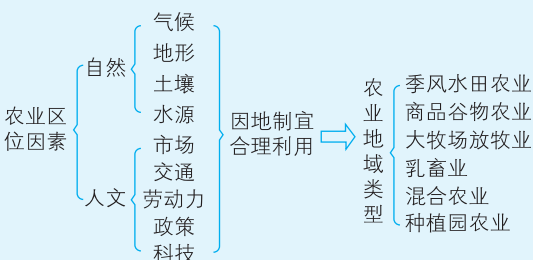 农业区
位因素
自然
气候
地形
土壤
水源
人文
市场
交通
劳动力
政策
科技
因地制宜
合理利用
农业地域类型
季风水田农业
商品谷物农业
大牧场放牧业
乳畜业
混合农业
种植园农业